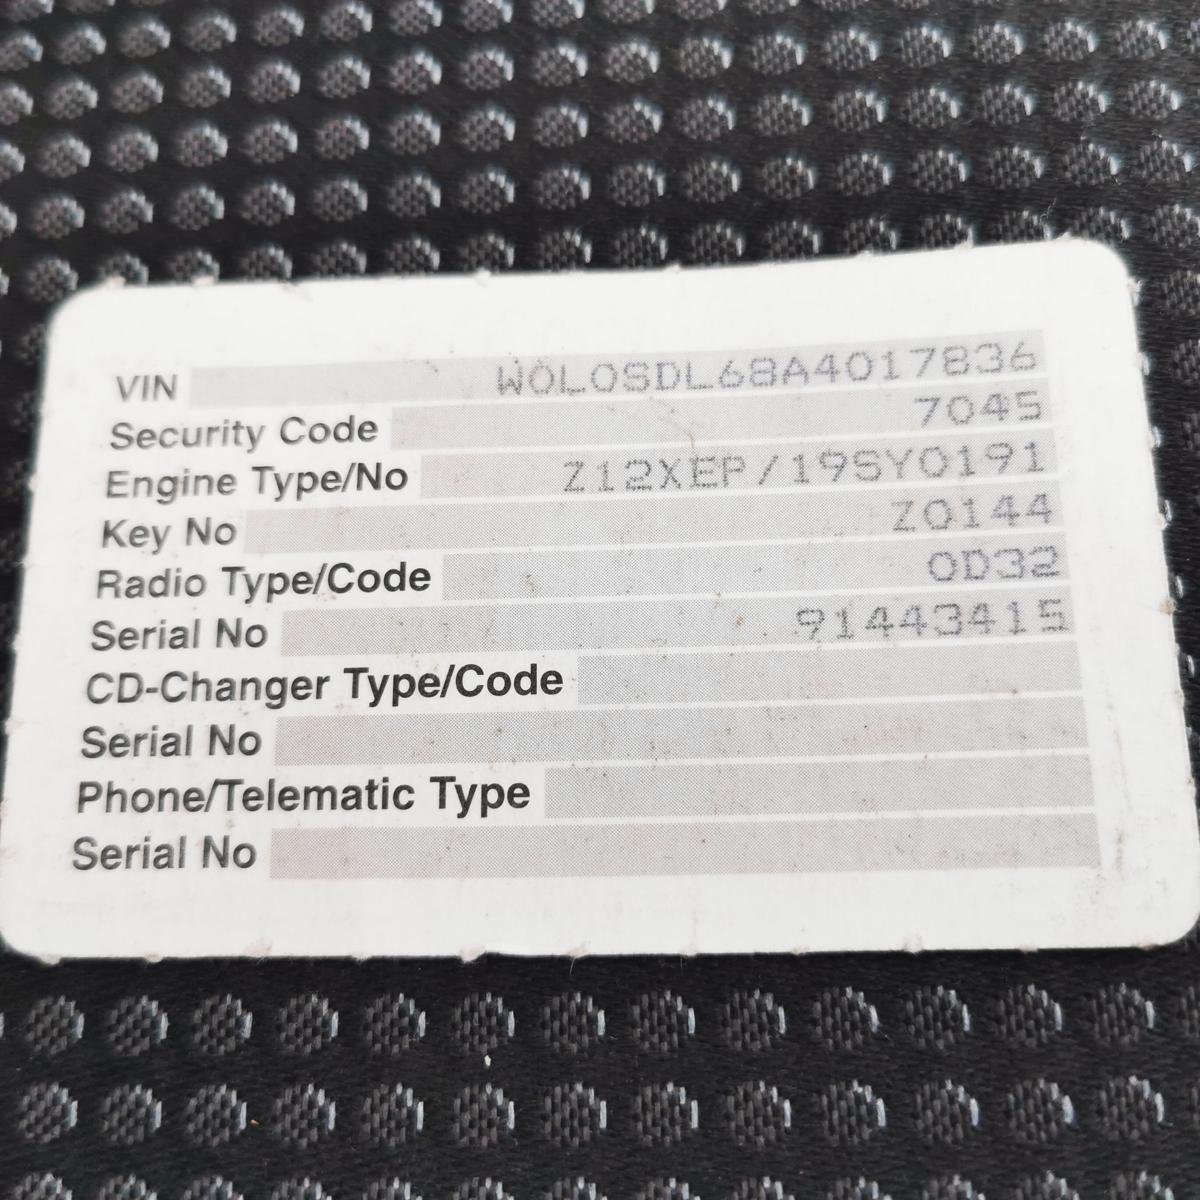 VIN W0L0SDL68A4017836
Security Code 7045
Engine Type/No Z12XEP/19SY0191
Key No Z0144
Radio Type/Code 0D32
Serial No 91443415
CD-Changer Type/Code
Serial No
Phone/Telematic Type
Serial No